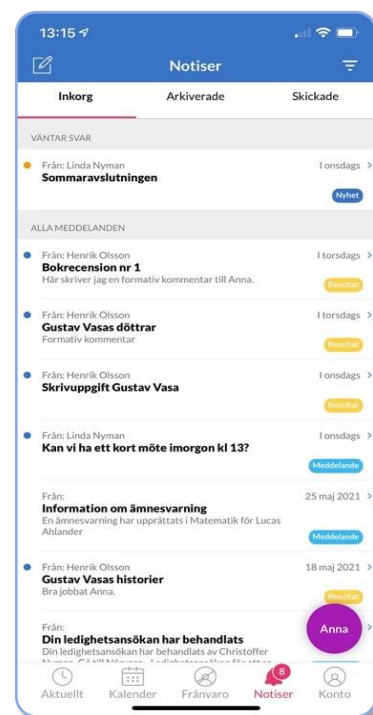 13:15
Notiser
Inkorg Arkiverade Skickade
VÄNTAR SVAR
Från: Linda Nyman I onsdags
Sommaravslutningen
Nyhet
ALLA MEDDELANDEN
Från: Henrik Olsson I torsdags
Bokrecension nr 1
Här skriver jag en formativ kommentar till Anna.
Resultat
Från: Henrik Olsson I torsdags
Gustav Vasas döttrar
Formativ kommentar
Resultat
Från: Henrik Olsson I onsdags
Skrivuppgift Gustav Vasa
Resultat
Från: Linda Nyman I onsdags
Kan vi ha ett kort möte imorgon kl 13?
Meddelande
Från: 25 maj 2021
Information om ämnesvarning
En ämnesvarning har upprättats i Matematik för Lucas
Ahlander
Meddelande
Från: Henrik Olsson 18 maj 2021
Gustav Vasas historier
Bra jobbat Anna.
Resultat
Från:
Anna
Din ledighetsansökan har behandlats
Din ledighetsansökan har behandlats av Christoffer
8
Aktuellt Kalender Frånvaro Notiser Konto